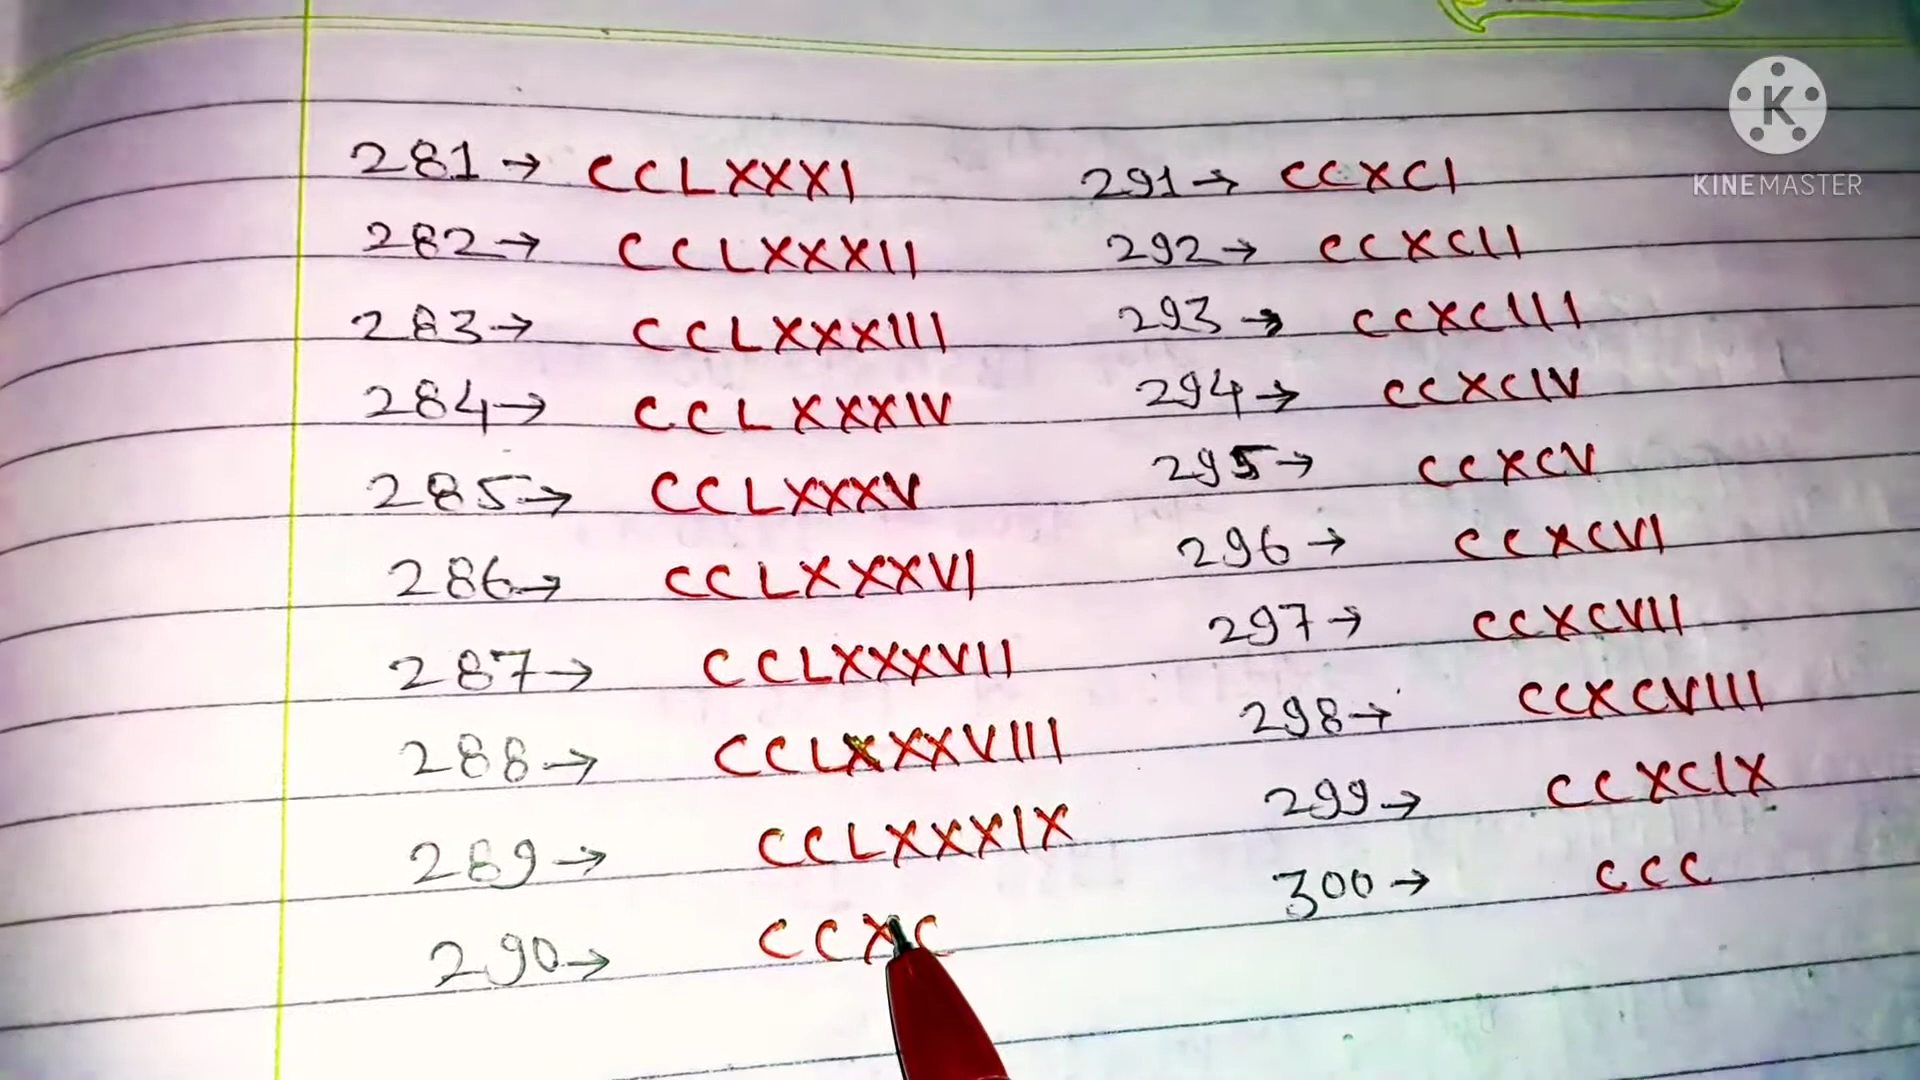 281 → CCLXXXI
282 → CCLXXXII
283 → CCLXXXIII
284 → CCLXXXIV
285 → CCLXXXV
286 → CCLXXXVI
287 → CCLXXXVII
288 → CCLXXXVIII
289 → CCLXXXIX
290 → CCXC
291 → CCXCI
292 → CCXCII
293 → CCXCIII
294 → CCXCIV
295 → CCXCV
296 → CCXCVI
297 → CCXCVII
298 → CCXCVIII
299 → CCXCIX
300 → CCC
K
KINEMASTER